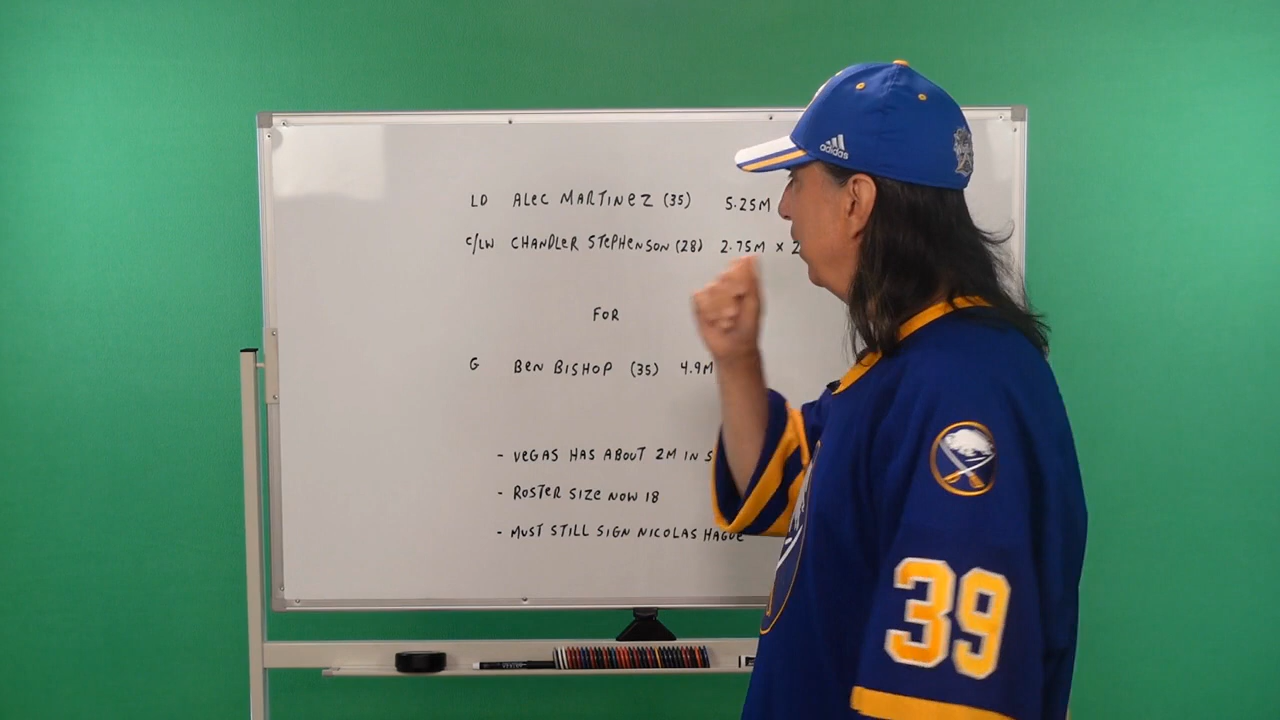 LD ALEC MARTINEZ (35) 5.25M
C/LW CHANDLER STEPHENSON (28) 2.75M x 2
FOR
G BEN BISHOP (35) 4.9M
- VEGAS HAS ABOUT 2M IN
- ROSTER SIZE NOW 18
- MUST STILL SIGN NICOLAS HAGUE
adidas
39